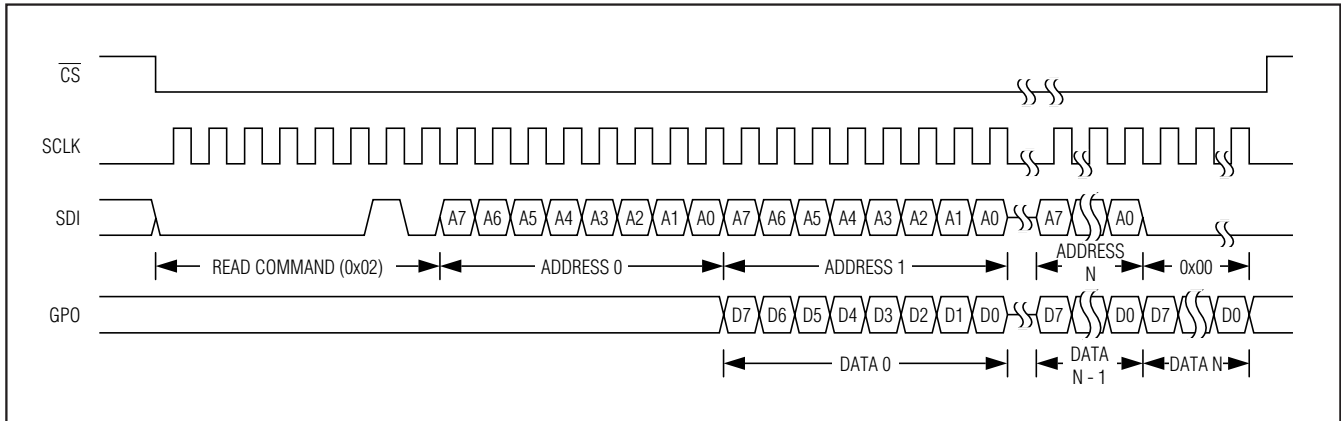 CS
SCLK
SDI
A7 A6 A5 A4 A3 A2 A1 A0 A7 A6 A5 A4 A3 A2 A1 A0 A7 A0
READ COMMAND (0x02)
ADDRESS 0
ADDRESS 1
ADDRESS
N
0x00
GPO
D7 D6 D5 D4 D3 D2 D1 D0 D7 D0 D7 D0
DATA 0
DATA
N - 1
DATA N